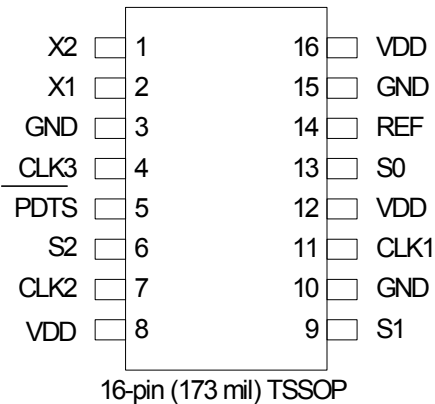 X2 1 16 VDD
X1 2 15 GND
GND 3 14 REF
CLK3 4 13 S0
PDTS 5 12 VDD
S2 6 11 CLK1
CLK2 7 10 GND
VDD 8 9 S1
16-pin (173 mil) TSSOP